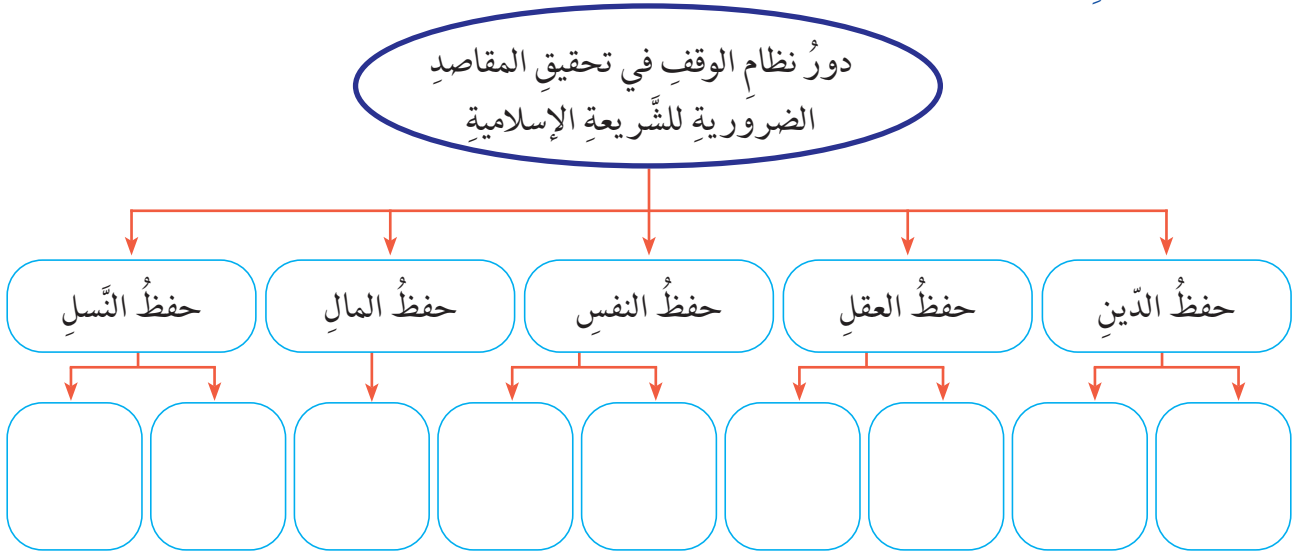 دورُ نظامِ الوقفِ في تحقيقِ المقاصدِ
الضروريةِ للشَّريعةِ الإسلاميةِ
حفظُ الدّينِ
حفظُ العقلِ
حفظُ النفسِ
حفظُ المالِ
حفظُ النَّسلِ